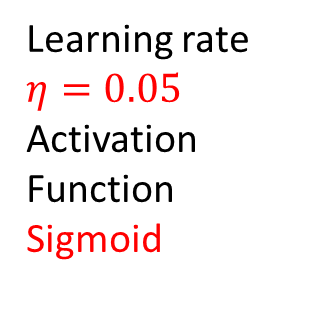 Learning rate
η = 0.05
Activation
Function
Sigmoid